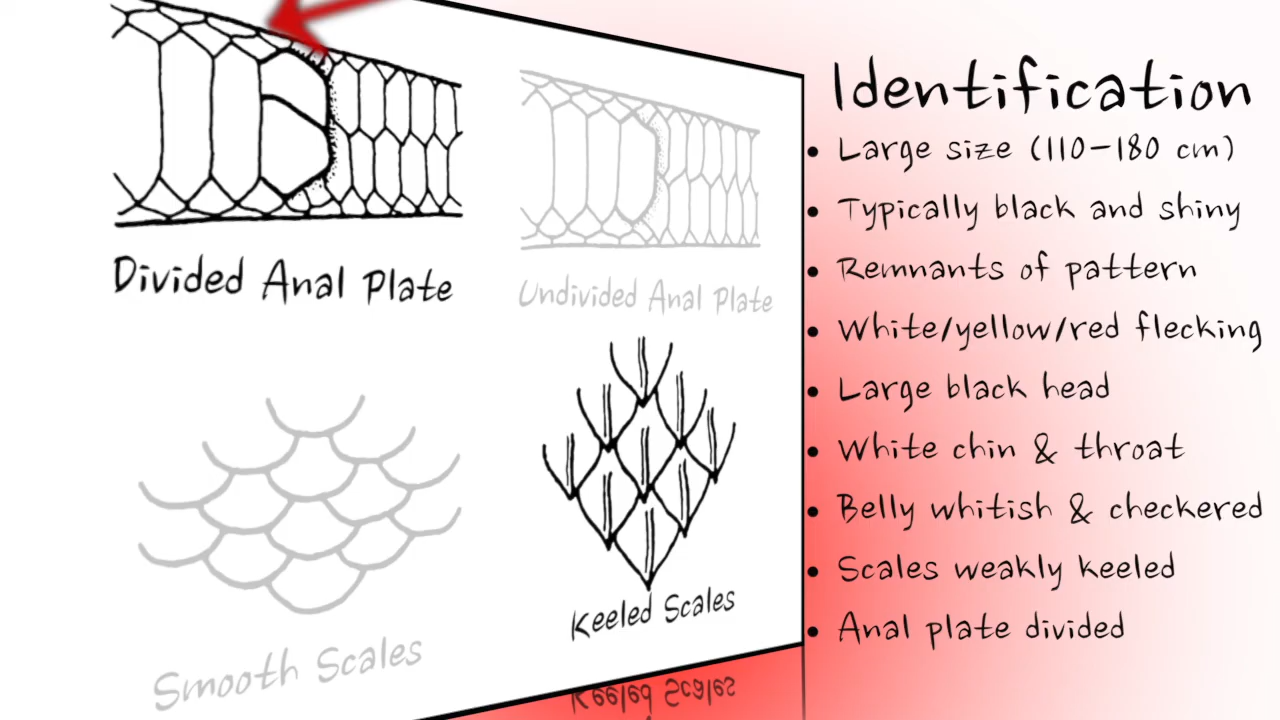 Divided Anal Plate
Undivided Anal Plate
Smooth Scales
Keeled Scales
Keeled Scales
Identification
• Large size (110-180 cm)
• Typically black and shiny
• Remnants of pattern
• White/yellow/red flecking
• Large black head
• White chin & throat
• Belly whitish & checkered
• Scales weakly keeled
• Anal plate divided